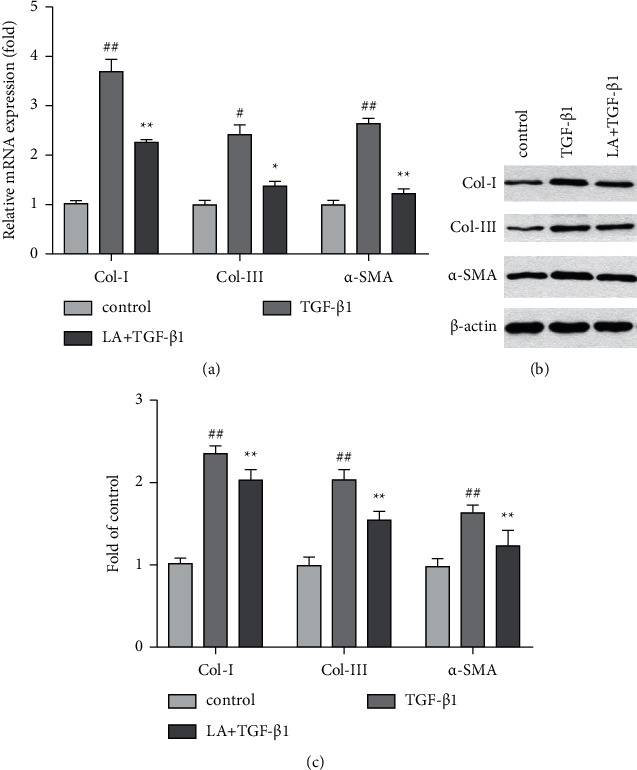 Relative mRNA expression (fold)
5
4
3
2
1
0
##
**
#
*
##
**
Col-I Col-III α-SMA
control TGF-β1
LA+TGF-β1
(a)
control
TGF-β1
LA+TGF-β1
Col-I
Col-III
α-SMA
β-actin
(b)
Fold of control
3
2
1
0
##
**
##
**
##
**
Col-I Col-III α-SMA
control TGF-β1
LA+TGF-β1
(c)